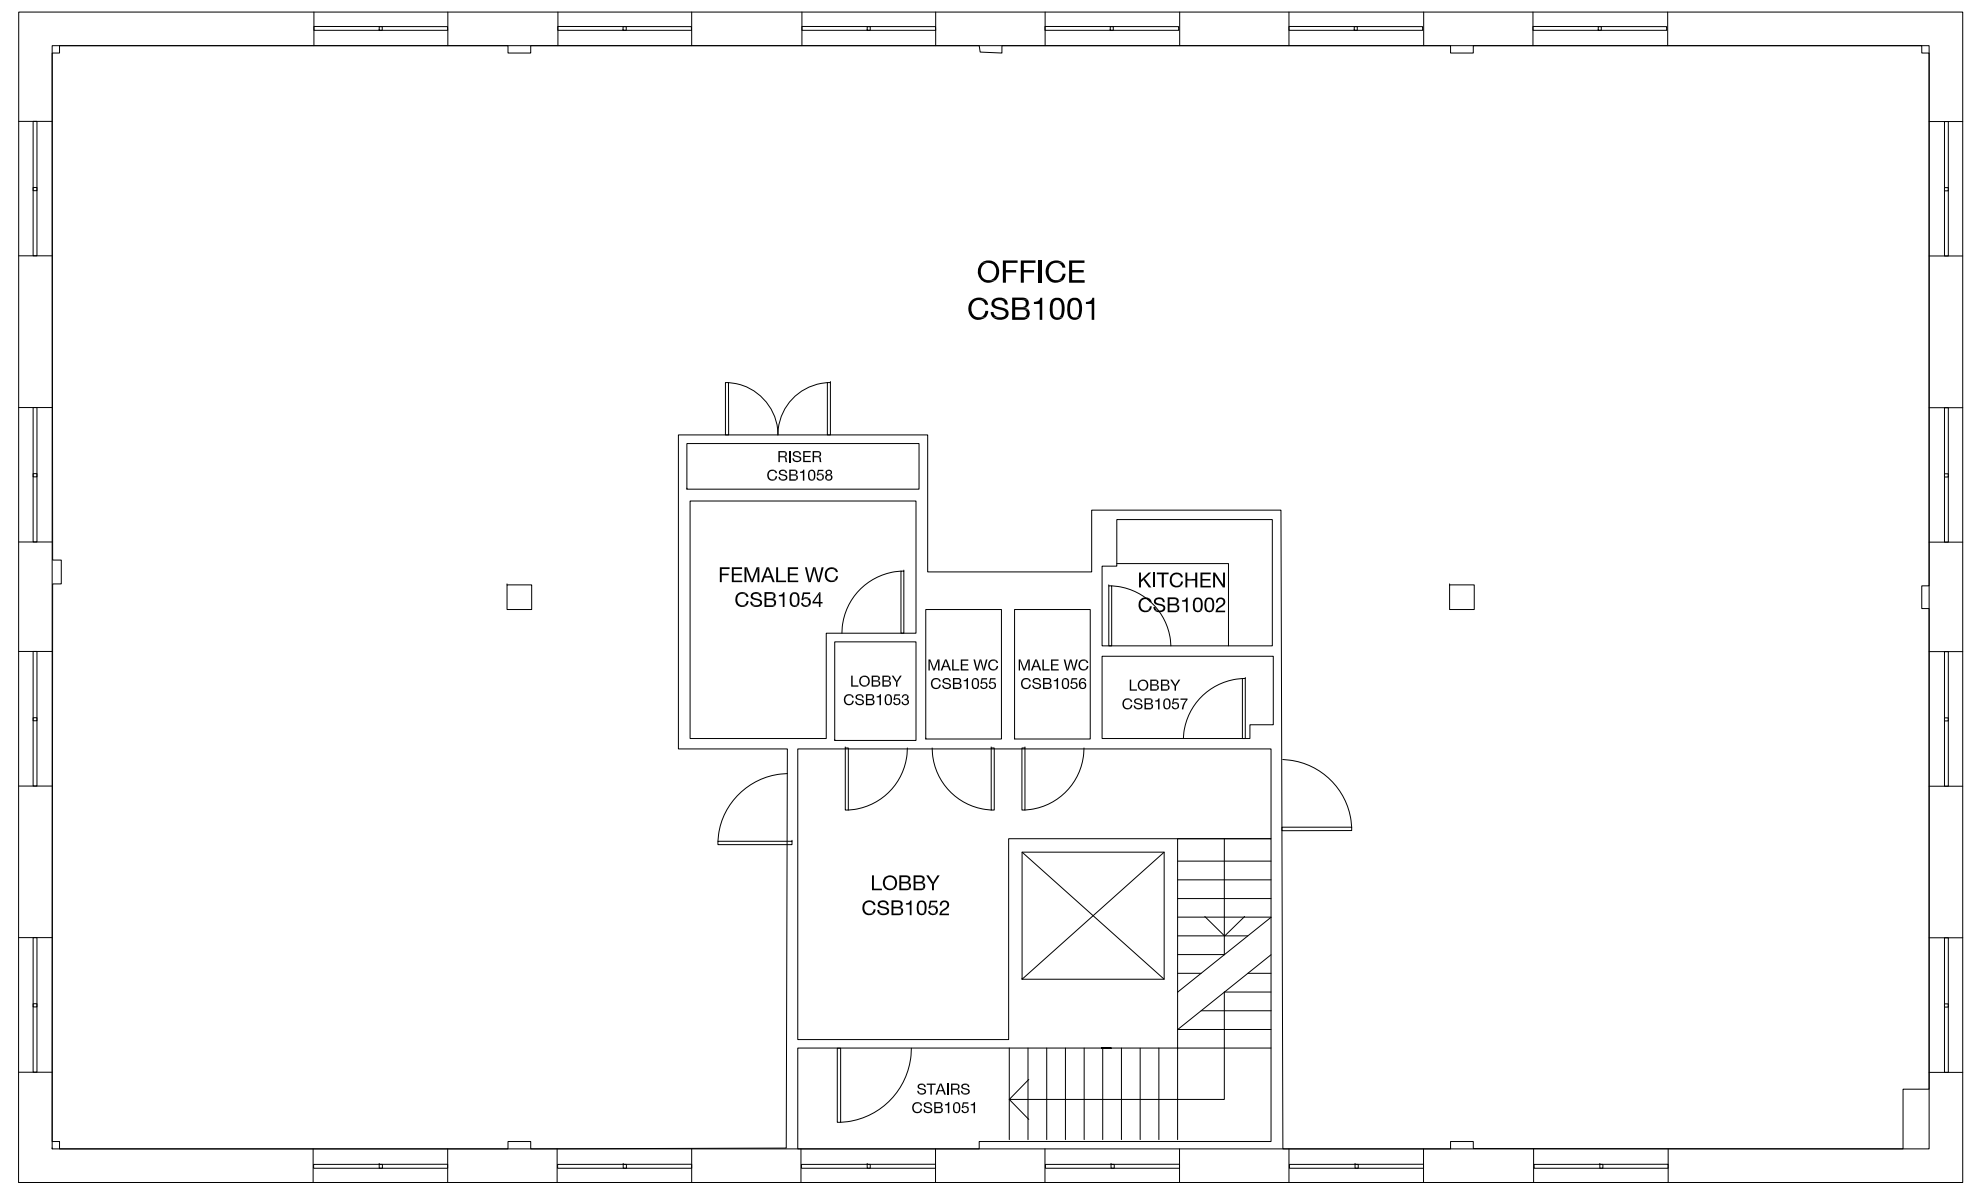 OFFICE
CSB1001
RISER
CSB1058
FEMALE WC
CSB1054
KITCHEN
CSB1002
LOBBY
CSB1053
MALE WC
CSB1055
MALE WC
CSB1056
LOBBY
CSB1057
LOBBY
CSB1052
STAIRS
CSB1051